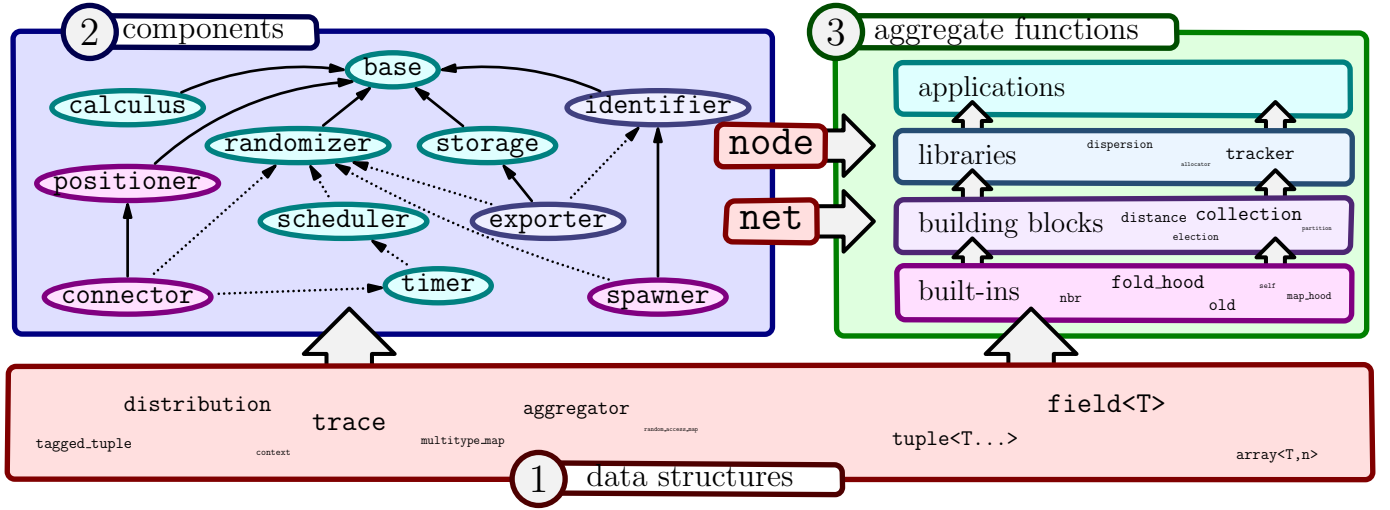 2 components
base
calculus
identifier
randomizer
storage
positioner
scheduler
exporter
connector
timer
spawner
node
net
3 aggregate functions
applications
libraries dispersion allocator tracker
building blocks distance collection election partition
built-ins nbr fold_hood old self map_hood
distribution
trace
aggregator
field<T>
tagged_tuple
context
multitype_map
random_access_map
tuple<T...>
array<T,n>
1 data structures